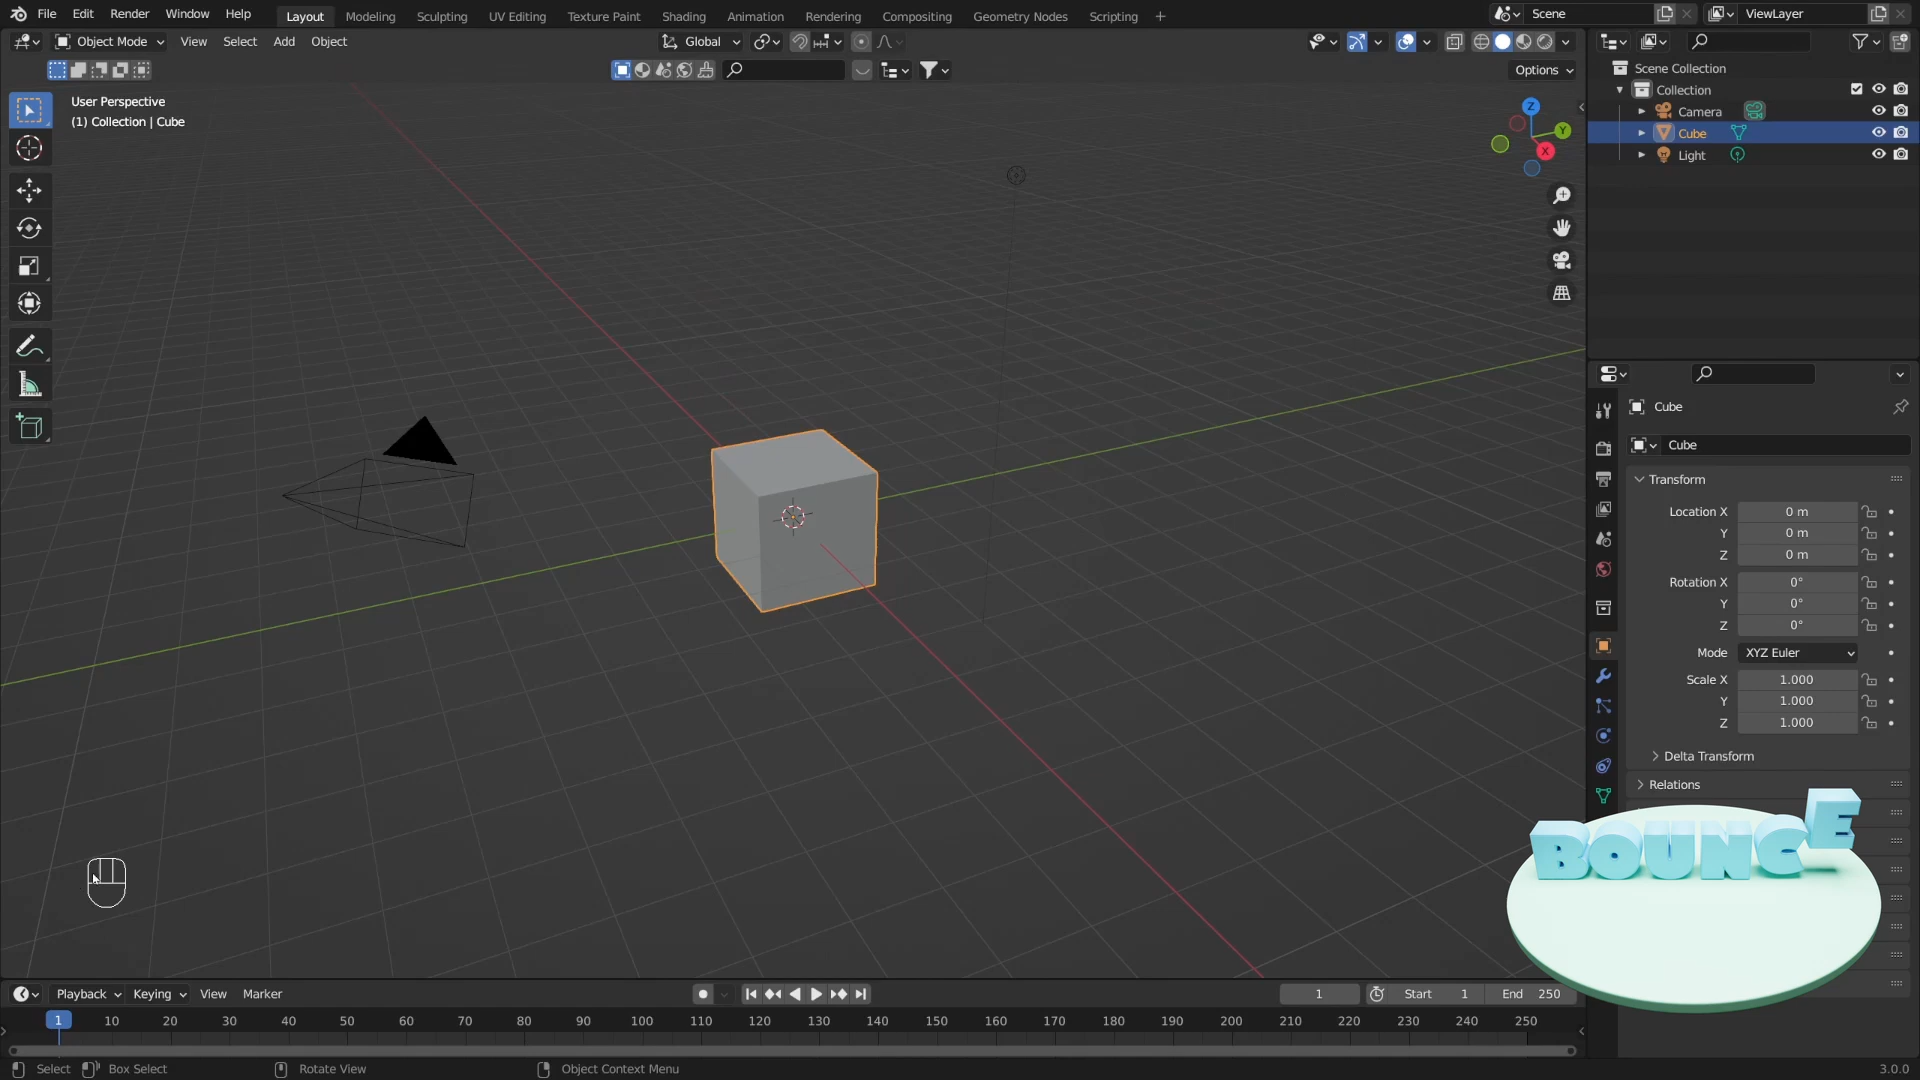 File Edit Render Window Help
Layout Modeling Sculpting UV Editing Texture Paint Shading Animation Rendering Compositing Geometry Nodes Scripting +
Scene
ViewLayer
Object Mode View Select Add Object
Global
Options
User Perspective
(1) Collection | Cube
Z
Y
X
Scene Collection
Collection
Camera
Cube
Light
Cube
Cube
Transform
Location X 0 m
Y 0 m
Z 0 m
Rotation X 0°
Y 0°
Z 0°
Mode XYZ Euler
Scale X 1.000
Y 1.000
Z 1.000
Delta Transform
Relations
BOUNCE
Playback Keying View Marker
1
Start 1 End 250
1 10 20 30 40 50 60 70 80 90 100 110 120 130 140 150 160 170 180 190 200 210 220 230 240 250
Select Box Select Rotate View Object Context Menu
3.0.0